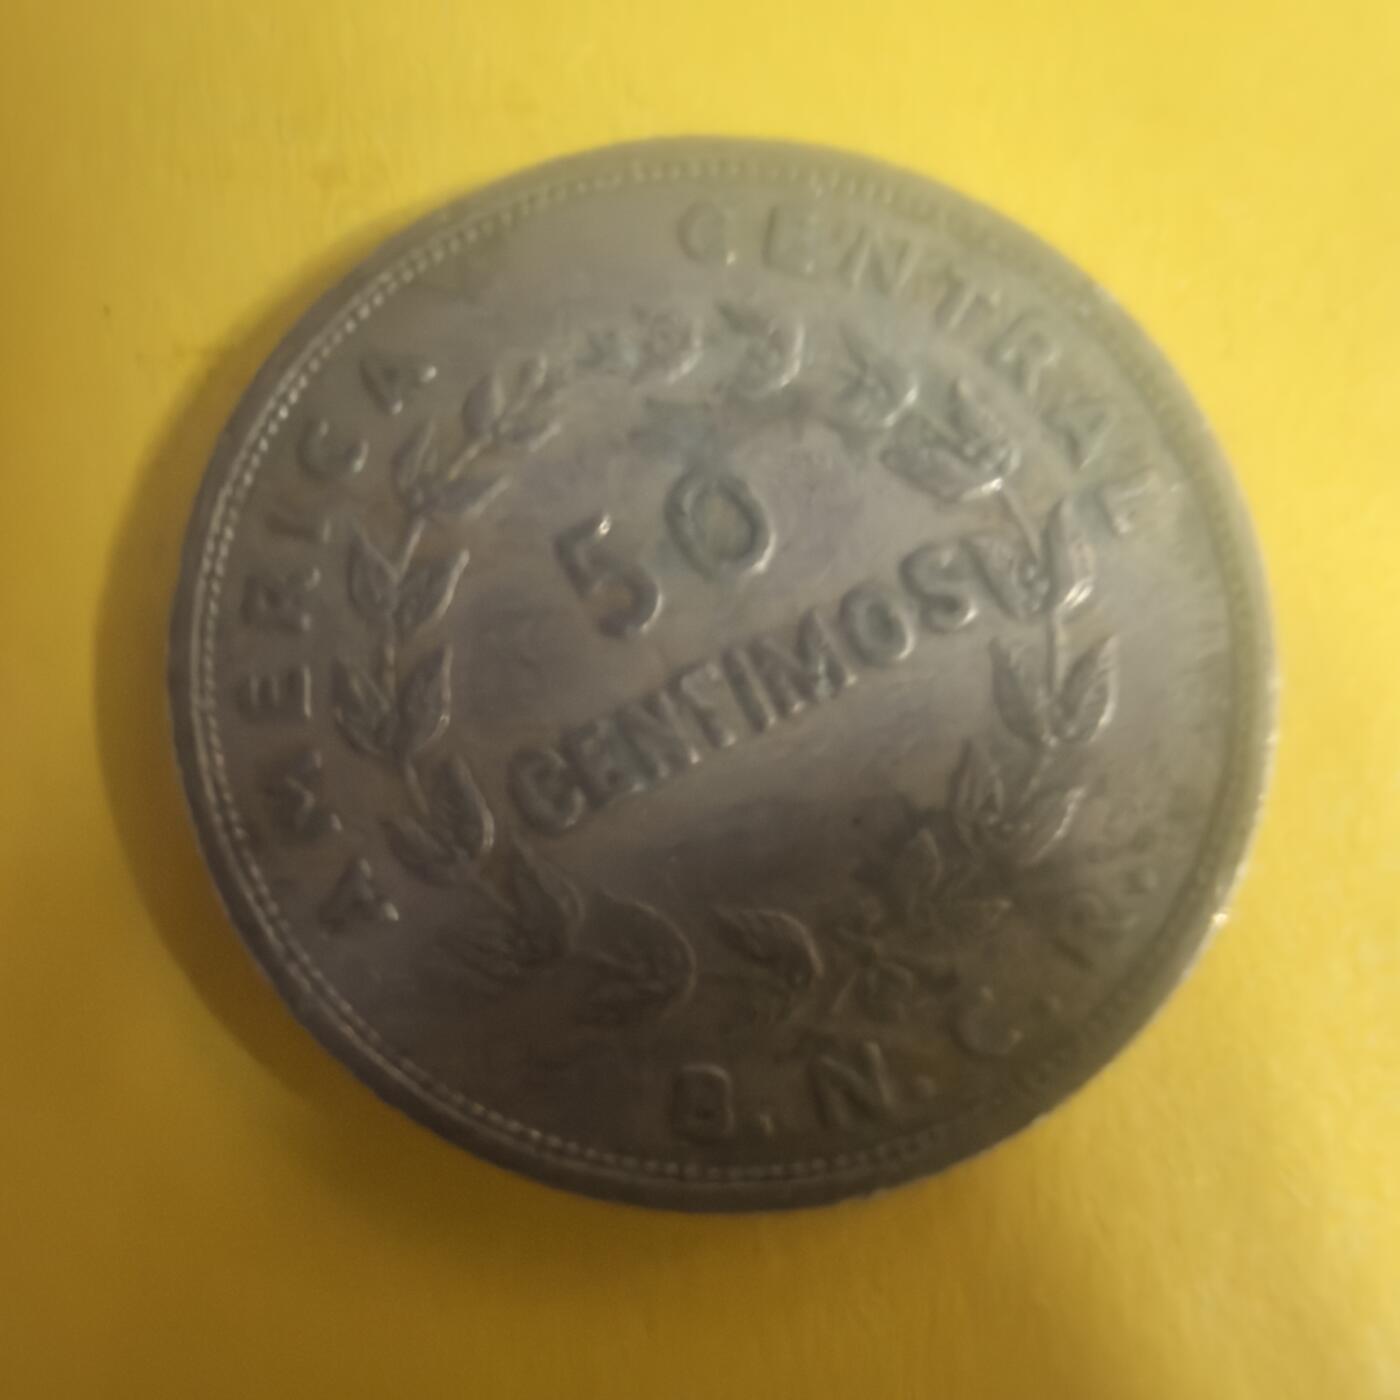 AMERICA CENTRAL
50
CENTIMOS
B.N.C.R.